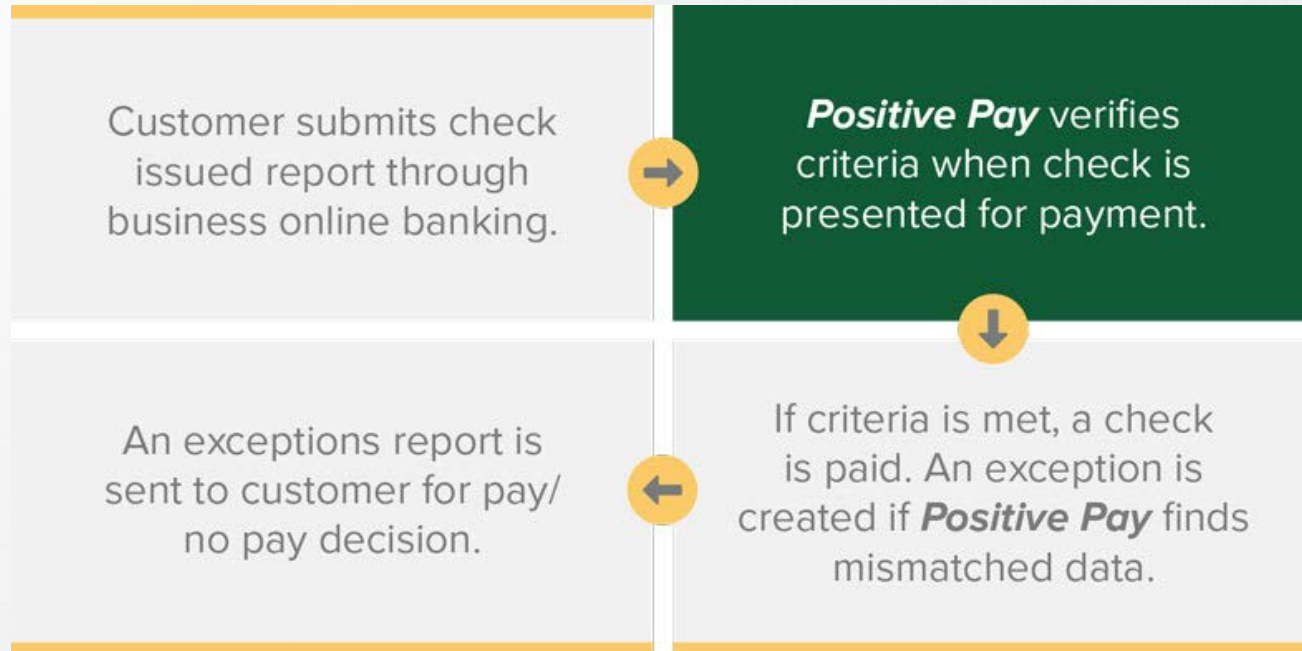 Customer submits check
issued report through
business online banking.
Positive Pay verifies
criteria when check is
presented for payment.
If criteria is met, a check
is paid. An exception is
created if Positive Pay finds
mismatched data.
An exceptions report is
sent to customer for pay/
no pay decision.